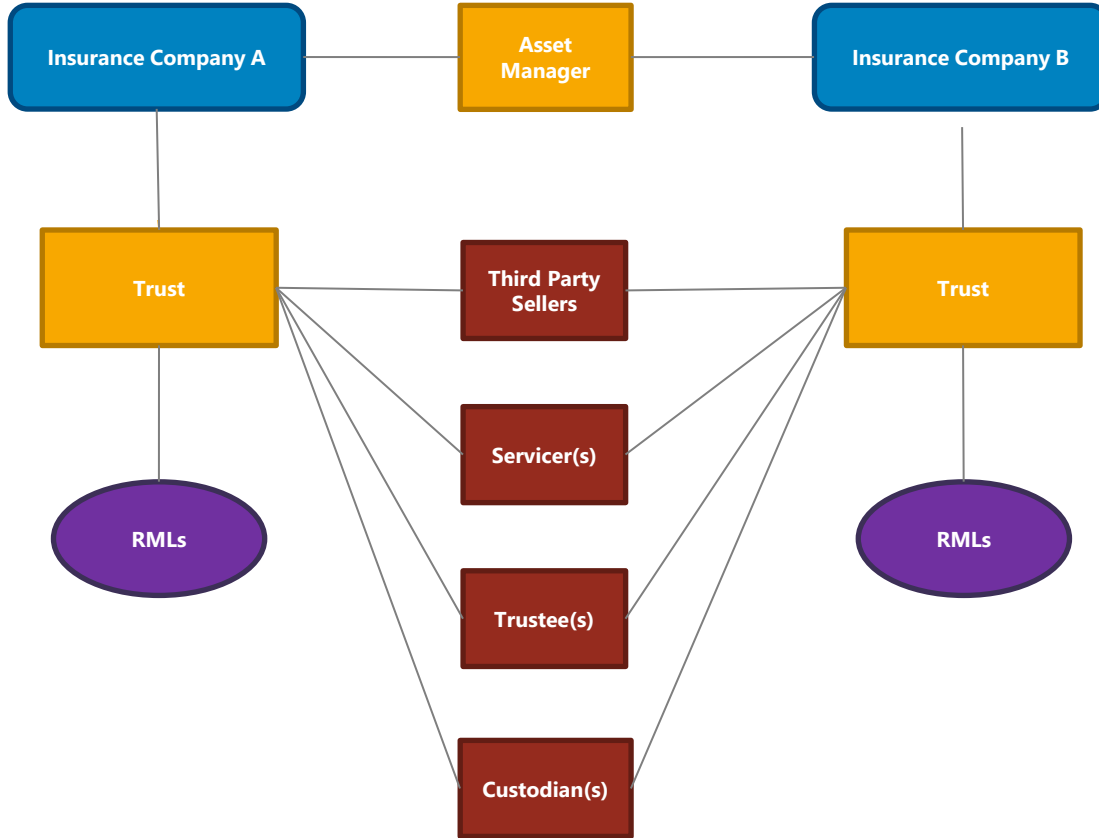 Insurance Company A
Asset
Manager
Insurance Company B
Trust
Third Party
Sellers
Trust
Servicer(s)
RMLs
RMLs
Trustee(s)
Custodian(s)